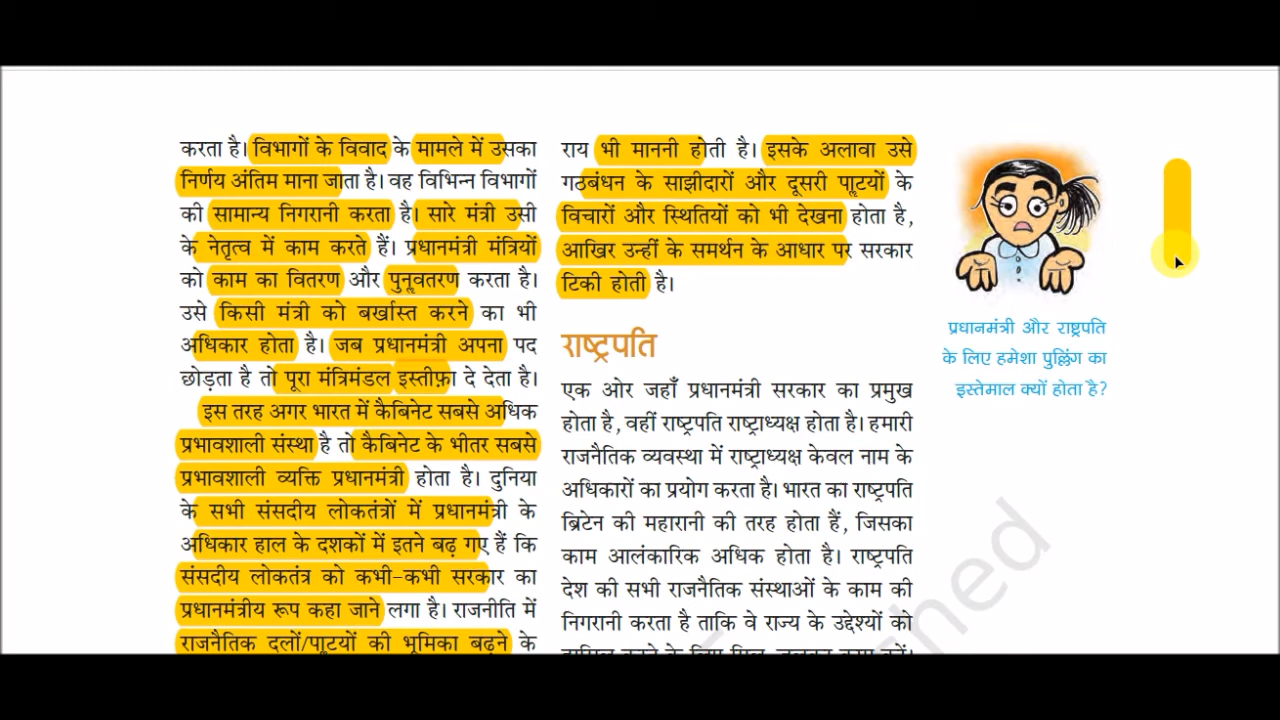 करता है। विभागों के विवाद के मामले में उसका
निर्णय अंतिम माना जाता है। वह विभिन्न विभागों
की सामान्य निगरानी करता है। सारे मंत्री उसी
के नेतृत्व में काम करते हैं। प्रधानमंत्री मंत्रियों
को काम का वितरण और पुनॢवतरण करता है।
उसे किसी मंत्री को बर्खास्त करने का भी
अधिकार होता है। जब प्रधानमंत्री अपना पद
छोड़ता है तो पूरा मंत्रिमंडल इस्तीफ़ा दे देता है।
इस तरह अगर भारत में कैबिनेट सबसे अधिक
प्रभावशाली संस्था है तो कैबिनेट के भीतर सबसे
प्रभावशाली व्यक्ति प्रधानमंत्री होता है। दुनिया
के सभी संसदीय लोकतंत्रों में प्रधानमंत्री के
अधिकार हाल के दशकों में इतने बढ़ गए हैं कि
संसदीय लोकतंत्र को कभी-कभी सरकार का
प्रधानमंत्रीय रूप कहा जाने लगा है। राजनीति में
राजनैतिक दलों/पाॢटयों की भूमिका बढ़ने के
राय भी माननी होती है। इसके अलावा उसे
गठबंधन के साझीदारों और दूसरी पाॢटयों के
विचारों और स्थितियों को भी देखना होता है,
आखिर उन्हीं के समर्थन के आधार पर सरकार
टिकी होती है।
राष्ट्रपति
एक ओर जहाँ प्रधानमंत्री सरकार का प्रमुख
होता है, वहीं राष्ट्रपति राष्ट्राध्यक्ष होता है। हमारी
राजनैतिक व्यवस्था में राष्ट्राध्यक्ष केवल नाम के
अधिकारों का प्रयोग करता है। भारत का राष्ट्रपति
ब्रिटेन की महारानी की तरह होता हैं, जिसका
काम आलंकारिक अधिक होता है। राष्ट्रपति
देश की सभी राजनैतिक संस्थाओं के काम की
निगरानी करता है ताकि वे राज्य के उद्देश्यों को
प्रधानमंत्री और राष्ट्रपति
के लिए हमेशा पुल्लिंग का
इस्तेमाल क्यों होता है?